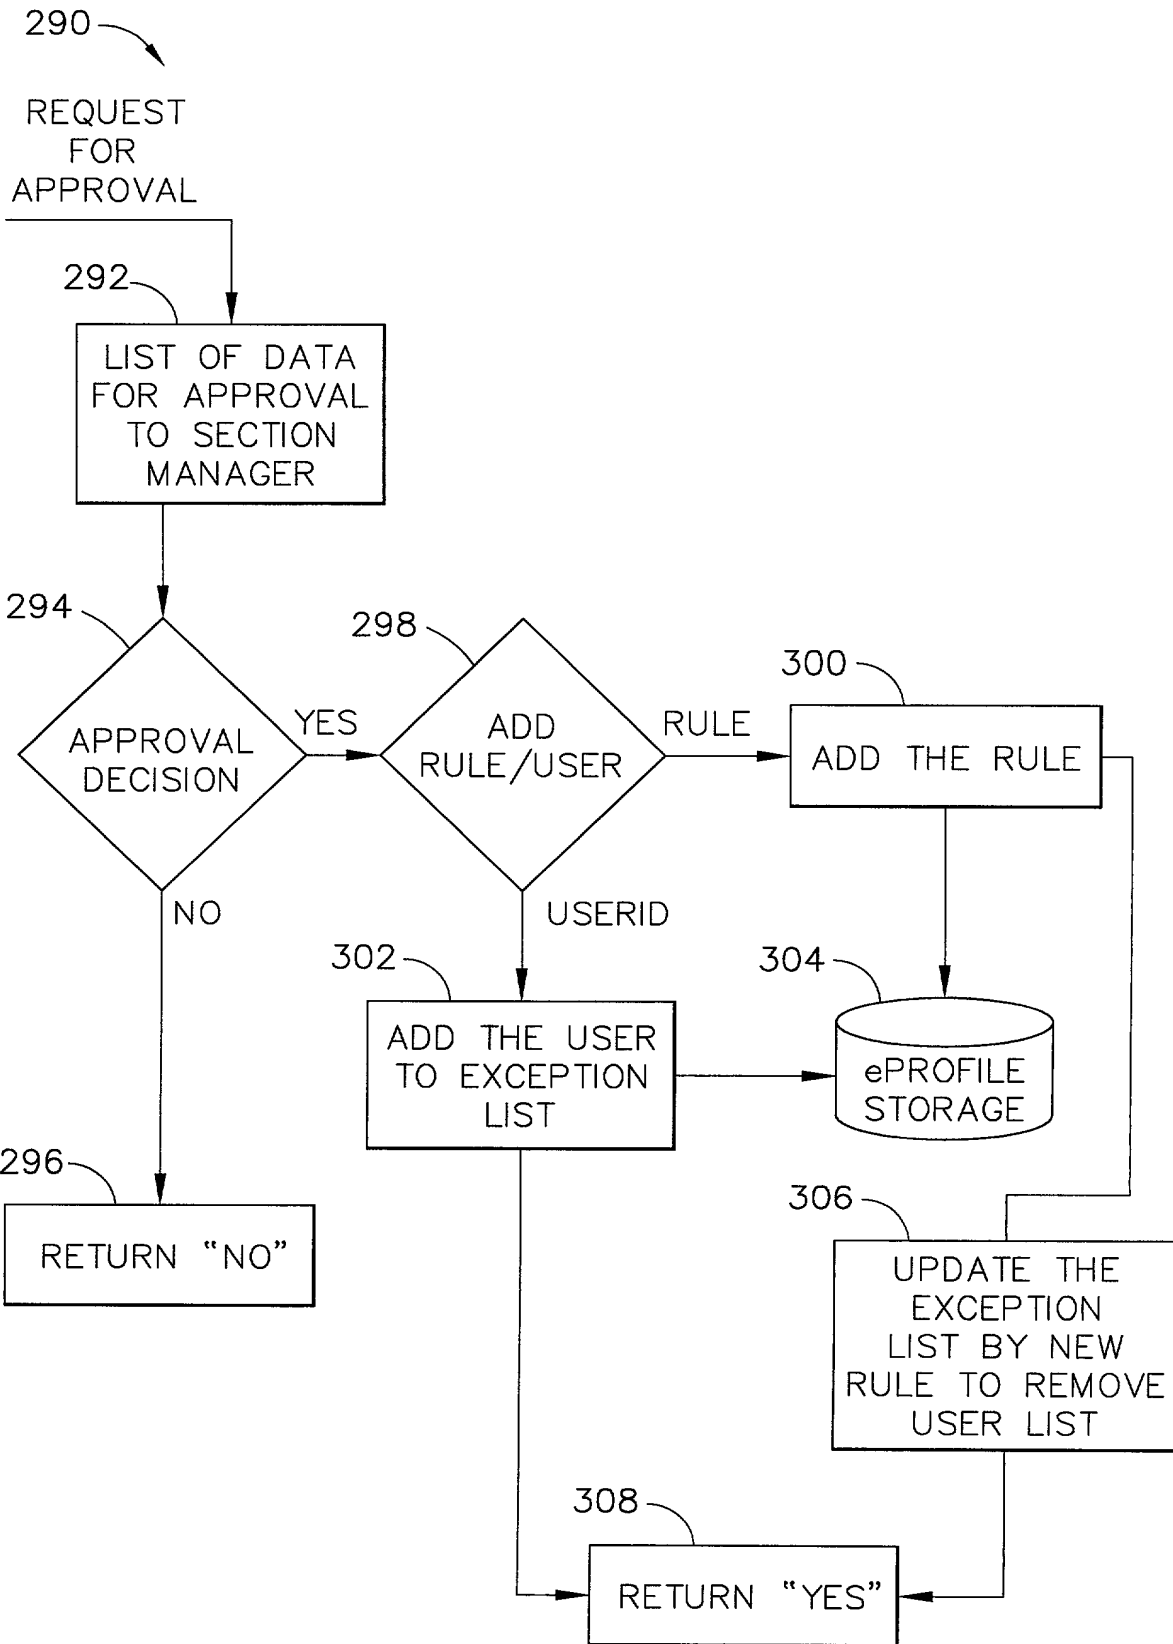 290
REQUEST
FOR
APPROVAL
292
LIST OF DATA
FOR APPROVAL
TO SECTION
MANAGER
294
APPROVAL
DECISION
YES
NO
298
ADD
RULE/USER
RULE
USERID
300
ADD THE RULE
302
ADD THE USER
TO EXCEPTION
LIST
304
ePROFILE
STORAGE
296
RETURN "NO"
306
UPDATE THE
EXCEPTION
LIST BY NEW
RULE TO REMOVE
USER LIST
308
RETURN "YES"